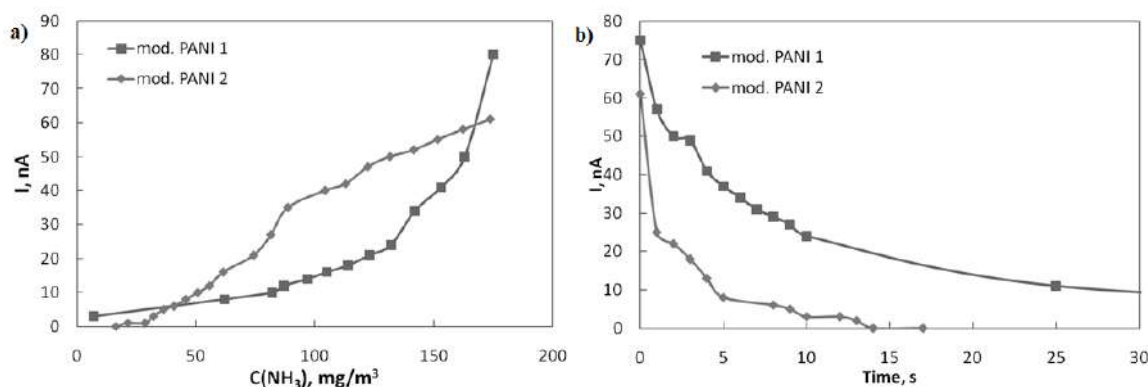 a)
I, nA
90
80
70
60
50
40
30
20
10
0
mod. PANI 1
mod. PANI 2
0 50 100 150 200
C(NH₃), mg/m³
b)
I, nA
80
70
60
50
40
30
20
10
0
mod. PANI 1
mod. PANI 2
0 5 10 15 20 25 30
Time, s